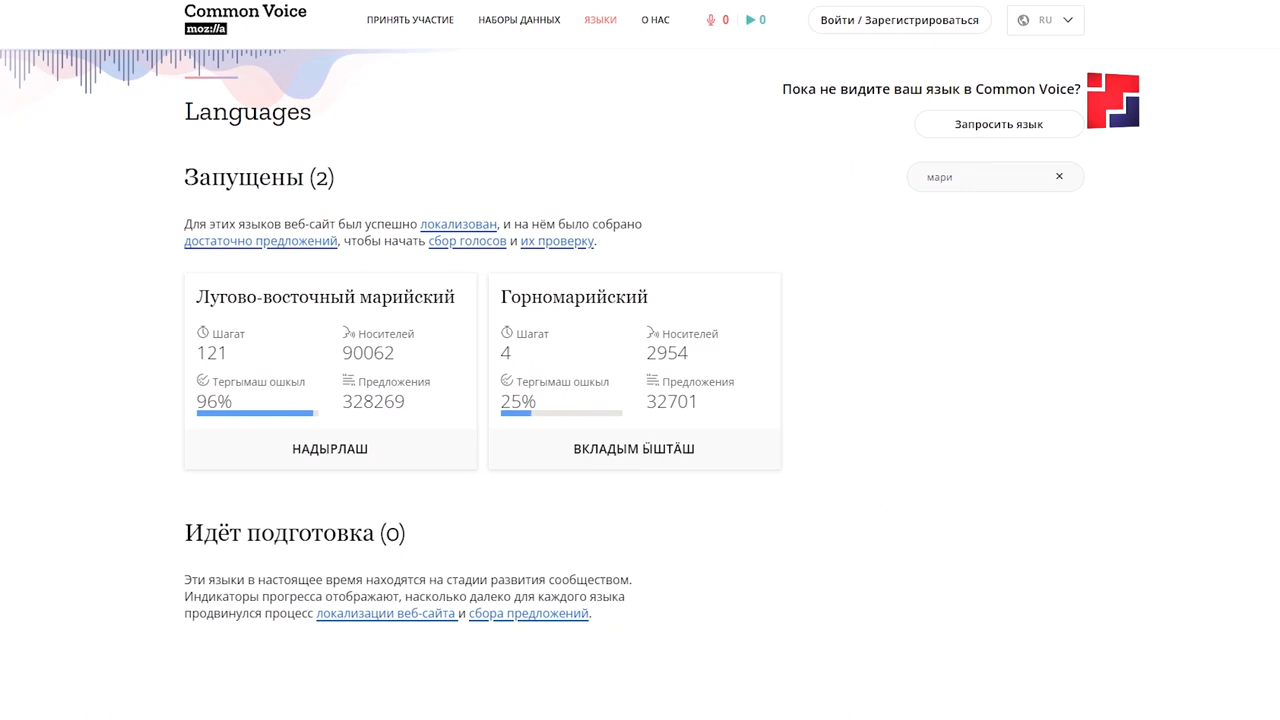 Common Voice
moz://a
ПРИНЯТЬ УЧАСТИЕ НАБОРЫ ДАННЫХ ЯЗЫКИ О НАС 0 0 Войти / Зарегистрироваться RU
Languages
Пока не видите ваш язык в Common Voice?
Запросить язык
мари
Запущены (2)
Для этих языков веб-сайт был успешно локализован, и на нём было собрано
достаточно предложений, чтобы начать сбор голосов и их проверку.
Лугово-восточный марийский
Шагат Носителей
121 90062
Тергымаш ошкыл Предложения
96% 328269
НАДЫРЛАШ
Горномарийский
Шагат Носителей
4 2954
Тергымаш ошкыл Предложения
25% 32701
ВКЛАДЫМ ӸШТӒШ
Идёт подготовка (0)
Эти языки в настоящее время находятся на стадии развития сообществом.
Индикаторы прогресса отображают, насколько далеко для каждого языка
продвинулся процесс локализации веб-сайта и сбора предложений.